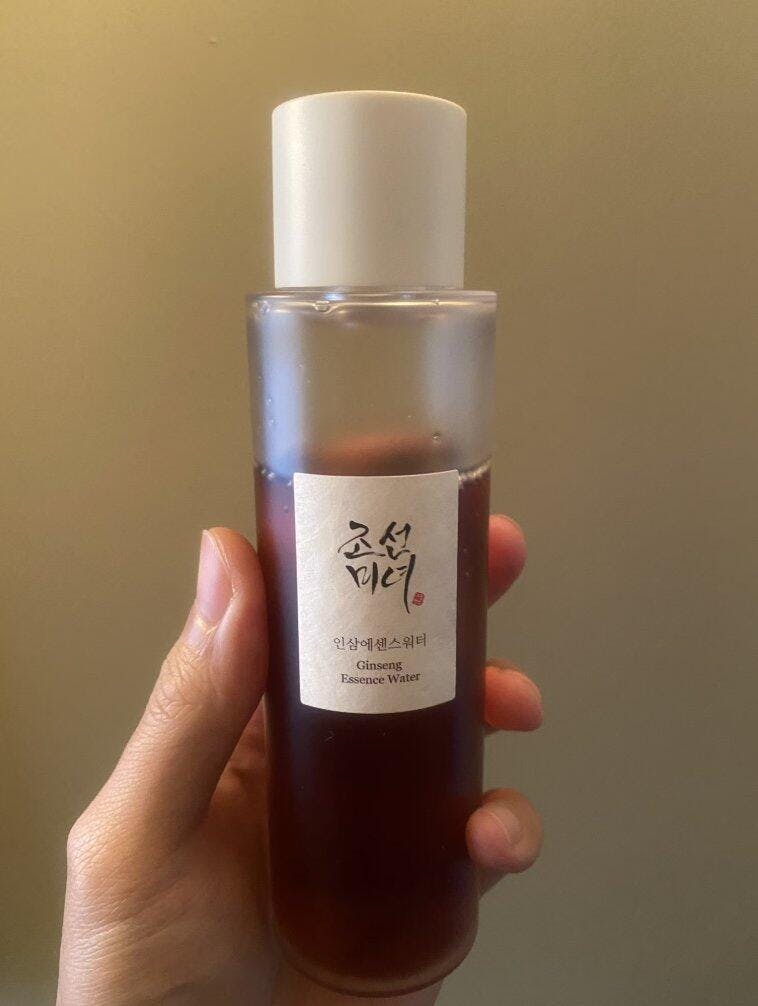 조선
미녀
인삼에센스워터
Ginseng
Essence Water